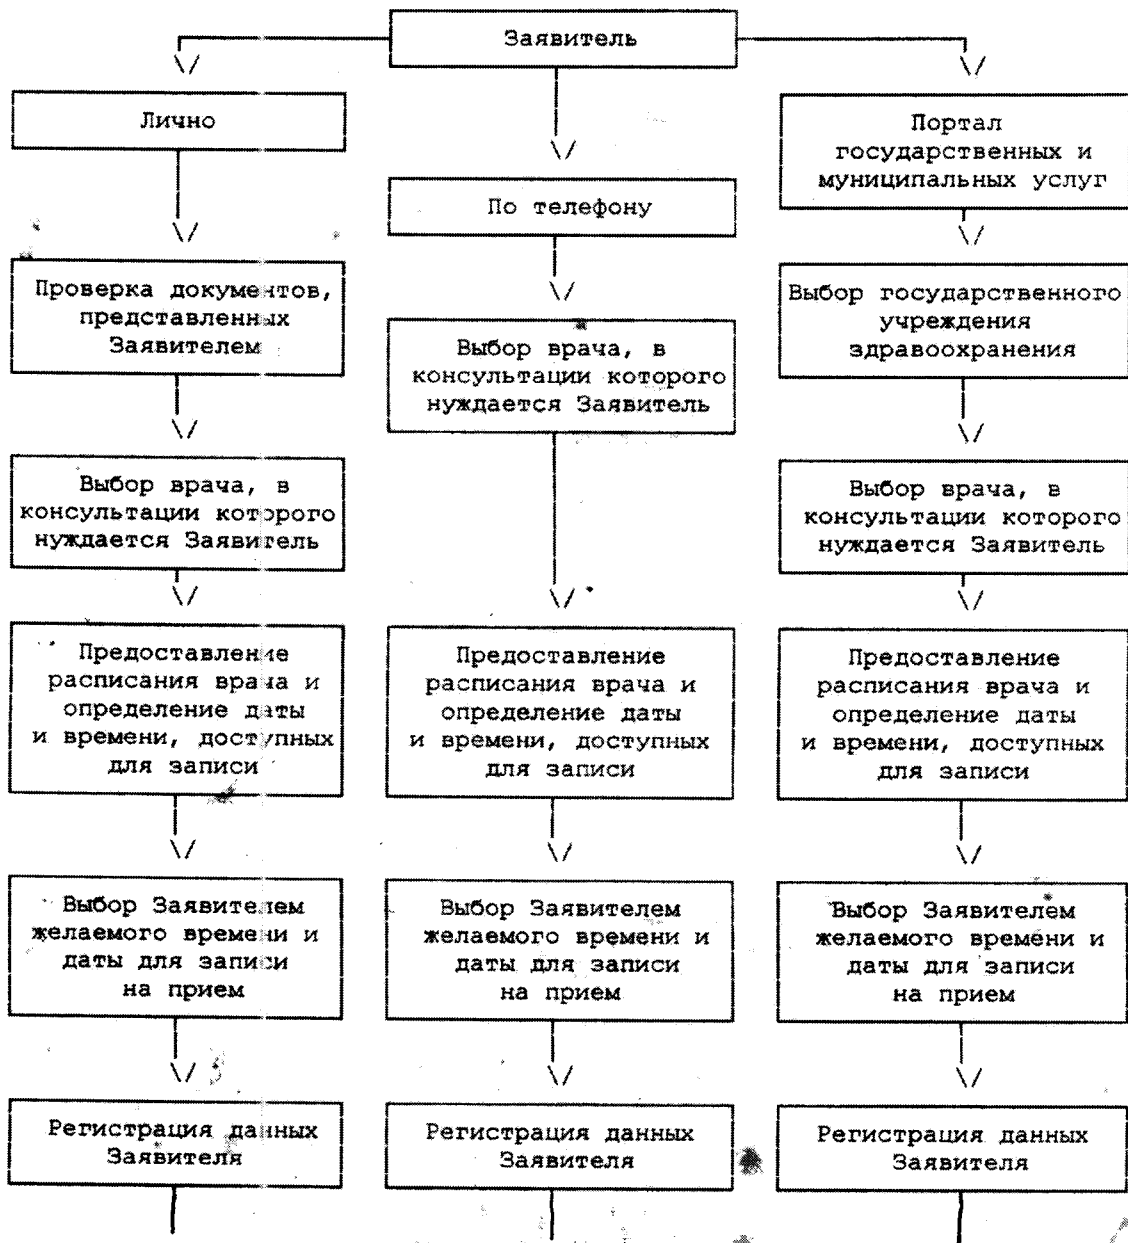 Заявитель
Лично
Портал
государственных и
муниципальных услуг
По телефону
Проверка документов,
представленных
Заявителем
Выбор государственного
учреждения
здравоохранения
Выбор врача, в
консультации которого
нуждается Заявитель
Выбор врача, в
консультации которого
нуждается Заявитель
Выбор врача, в
консультации которого
нуждается Заявитель
Предоставление
расписания врача и
определение даты
и времени, доступных
для записи
Предоставление
расписания врача и
определение даты
и времени, доступных
для записи
Предоставление
расписания врача и
определение даты
и времени, доступных
для записи
Выбор Заявителем
желаемого времени и
даты для записи
на прием
Выбор Заявителем
желаемого времени и
даты для записи
на прием
Выбор Заявителем
желаемого времени и
даты для записи
на прием
Регистрация данных
Заявителя
Регистрация данных
Заявителя
Регистрация данных
Заявителя